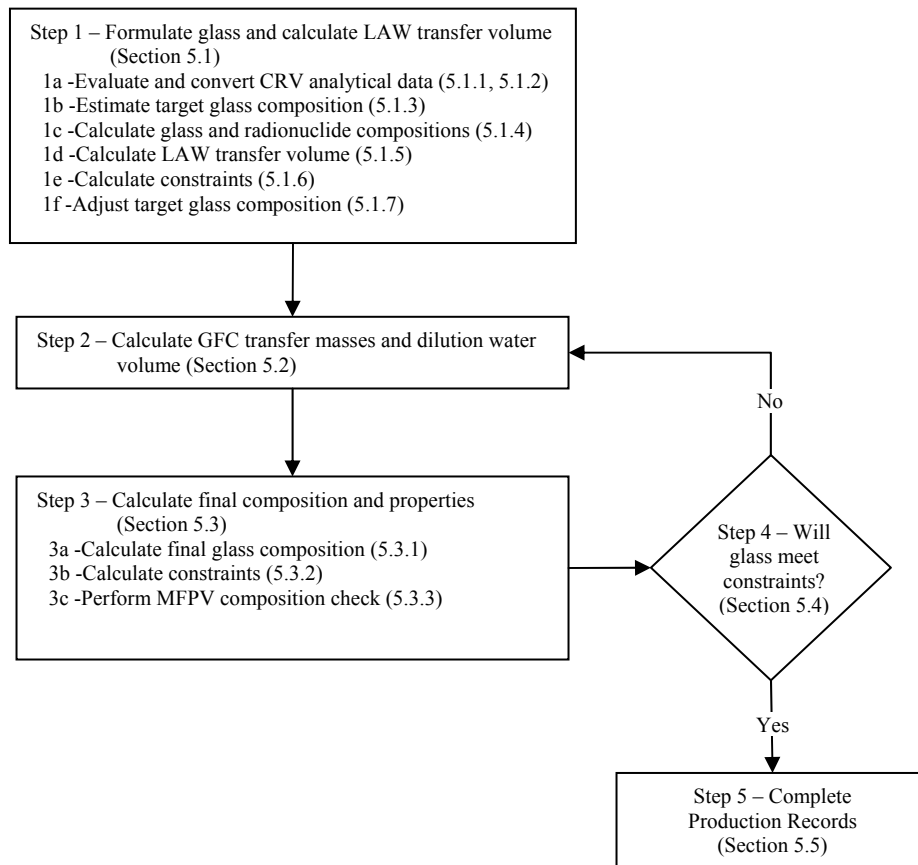 Step 1 – Formulate glass and calculate LAW transfer volume
(Section 5.1)
1a -Evaluate and convert CRV analytical data (5.1.1, 5.1.2)
1b -Estimate target glass composition (5.1.3)
1c -Calculate glass and radionuclide compositions (5.1.4)
1d -Calculate LAW transfer volume (5.1.5)
1e -Calculate constraints (5.1.6)
1f -Adjust target glass composition (5.1.7)
Step 2 – Calculate GFC transfer masses and dilution water
volume (Section 5.2)
No
Step 3 – Calculate final composition and properties
(Section 5.3)
3a -Calculate final glass composition (5.3.1)
3b -Calculate constraints (5.3.2)
3c -Perform MFPV composition check (5.3.3)
Step 4 – Will
glass meet
constraints?
(Section 5.4)
Yes
Step 5 – Complete
Production Records
(Section 5.5)